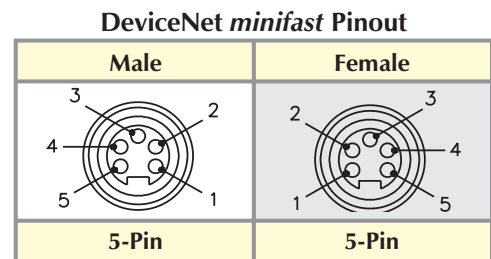 DeviceNet minifast Pinout
Male Female
3 2 4 5 1
3 2 4 1 5
5-Pin 5-Pin